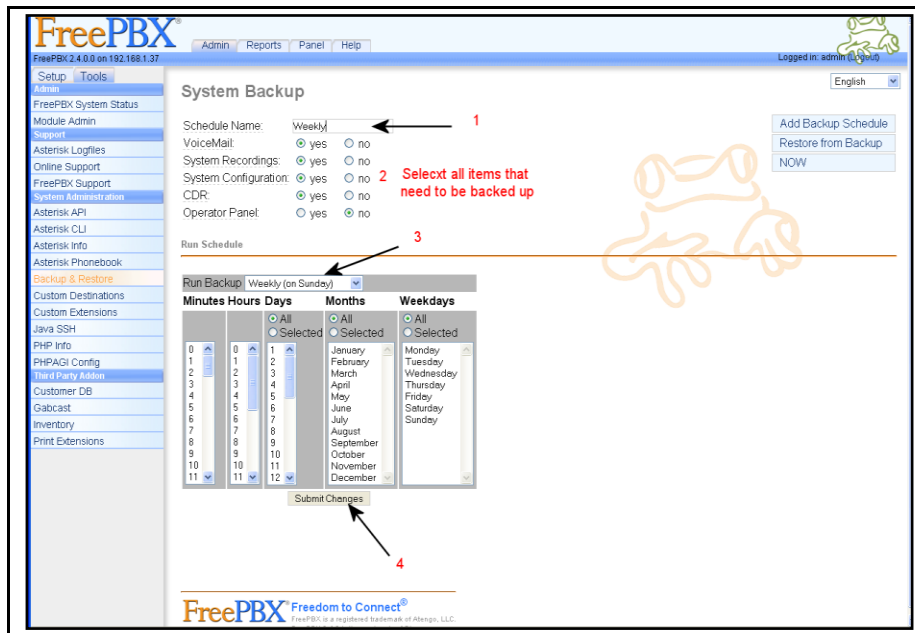 FreePBX®
Admin Reports Panel Help
FreePBX 2.4.0.0 on 192.168.1.37
Logged in: admin (Logout)
Setup Tools
English
Admin
FreePBX System Status
Module Admin
Support
Asterisk Logfiles
Online Support
FreePBX Support
System Administration
Asterisk API
Asterisk CLI
Asterisk Info
Asterisk Phonebook
Backup & Restore
Custom Destinations
Custom Extensions
Java SSH
PHP Info
PHPAGI Config
Third Party Addon
Customer DB
Gabcast
Inventory
Print Extensions
System Backup
Schedule Name: Weekly 1
VoiceMail: yes no
System Recordings: yes no
System Configuration: yes no
CDR: yes no
Operator Panel: yes no
2 Selecxt all items that
need to be backed up
Add Backup Schedule
Restore from Backup
NOW
Run Schedule
3
Run Backup Weekly (on Sunday)
Minutes Hours Days Months Weekdays
All All All
Selected Selected Selected
0 0 1 January Monday
1 1 2 February Tuesday
2 2 3 March Wednesday
3 3 4 April Thursday
4 4 5 May Friday
5 5 6 June Saturday
6 6 7 July Sunday
7 7 8 August
8 8 9 September
9 9 10 October
10 10 11 November
11 11 12 December
Submit Changes
4
FreePBX® Freedom to Connect®
FreePBX is a registered trademark of Atengo, LLC.